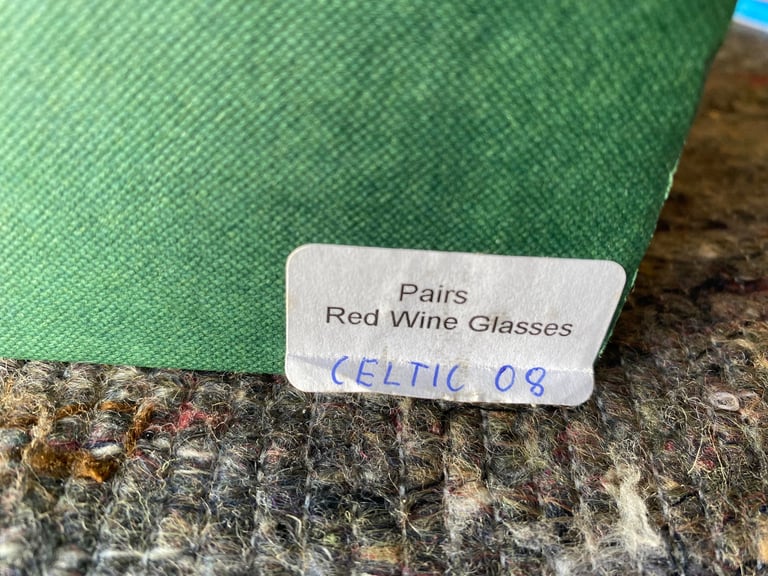 Pairs
Red Wine Glasses
CELTIC 08